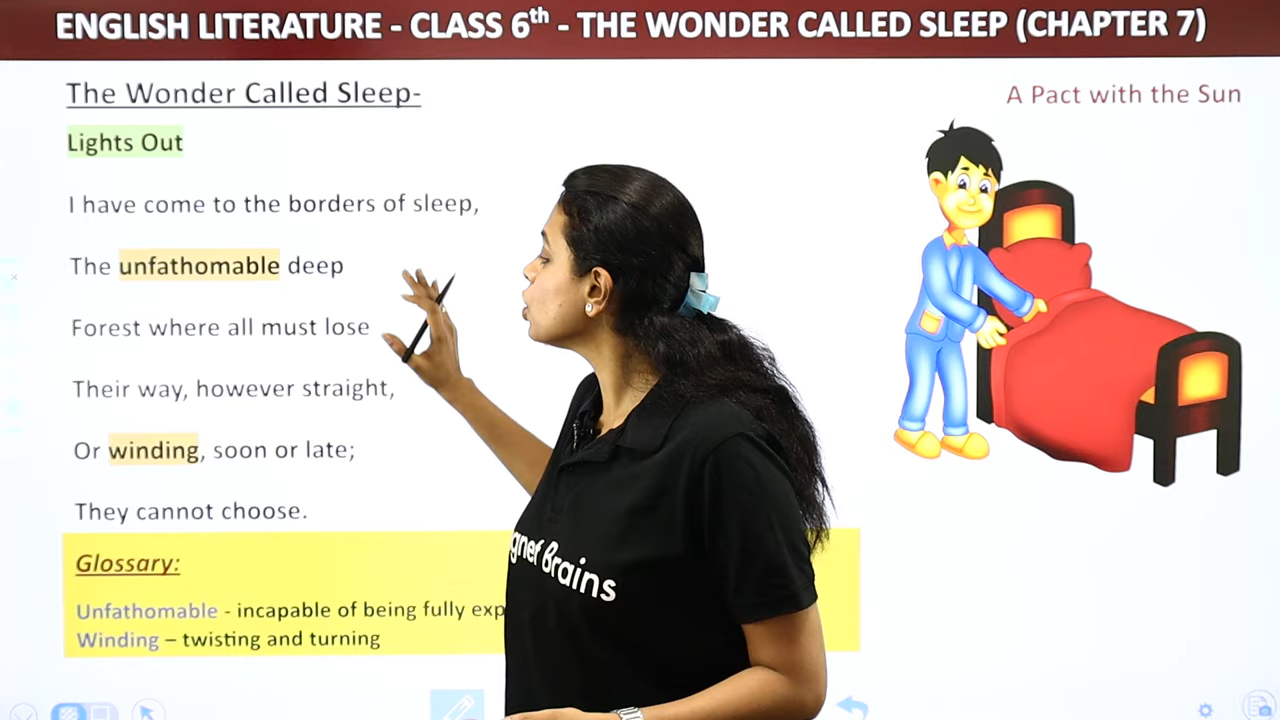 ENGLISH LITERATURE - CLASS 6th - THE WONDER CALLED SLEEP (CHAPTER 7)
The Wonder Called Sleep-
A Pact with the Sun
Lights Out
I have come to the borders of sleep,
The unfathomable deep
Forest where all must lose
Their way, however straight,
Or winding, soon or late;
They cannot choose.
Glossary:
Unfathomable - incapable of being fully
Winding – twisting and turning
Brains